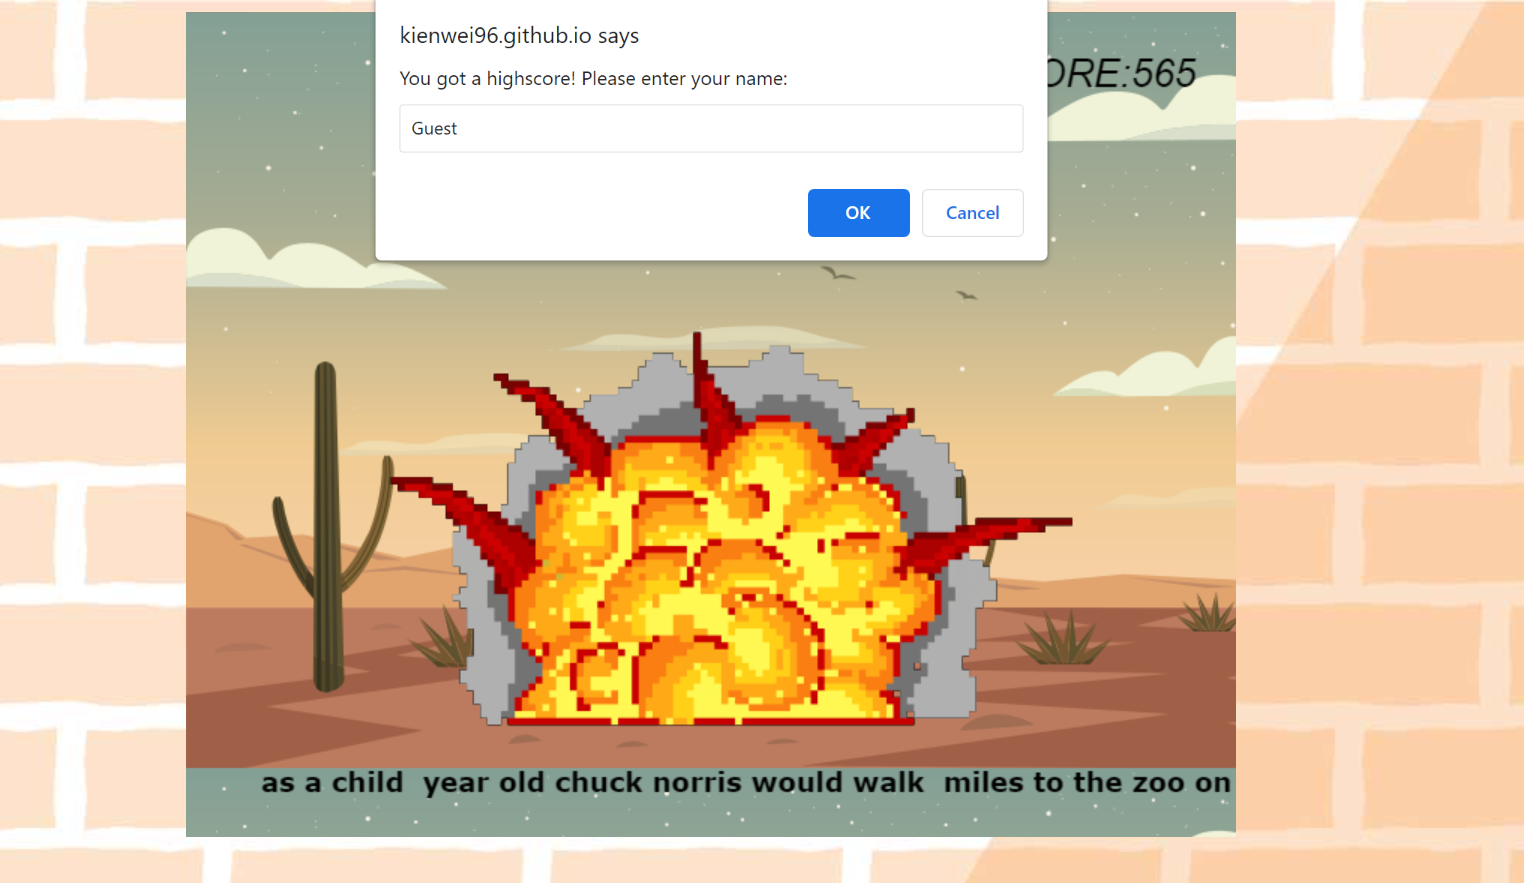 kienwei96.github.io says
You got a highscore! Please enter your name:
Guest
OK
Cancel
ORE:565
as a child  year old chuck norris would walk  miles to the zoo on